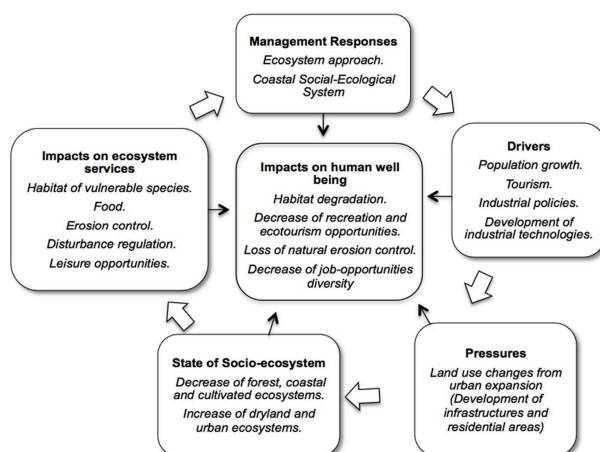 Management Responses
Ecosystem approach.
Coastal Social-Ecological
System
Impacts on ecosystem
services
Habitat of vulnerable species.
Food.
Erosion control.
Disturbance regulation.
Leisure opportunities.
Impacts on human well
being
Habitat degradation.
Decrease of recreation and
ecotourism opportunities.
Loss of natural erosion control.
Decrease of job-opportunities
diversity
Drivers
Population growth.
Tourism.
Industrial policies.
Development of
industrial technologies.
State of Socio-ecosystem
Decrease of forest, coastal
and cultivated ecosystems.
Increase of dryland and
urban ecosystems.
Pressures
Land use changes from
urban expansion
(Development of
infrastructures and
residential areas)